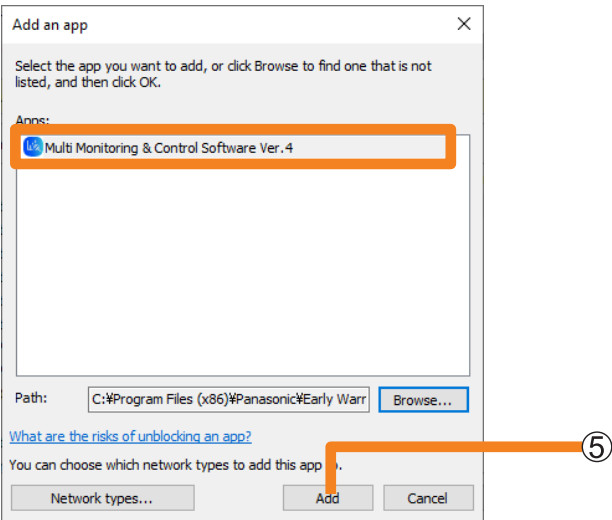 Add an app
Select the app you want to add, or click Browse to find one that is not
listed, and then click OK.
Apps:
Multi Monitoring & Control Software Ver.4
Path:
C:¥Program Files (x86)¥Panasonic¥Early Warr
Browse...
What are the risks of unblocking an app?
You can choose which network types to add this app to.
⑤
Network types...
Add
Cancel